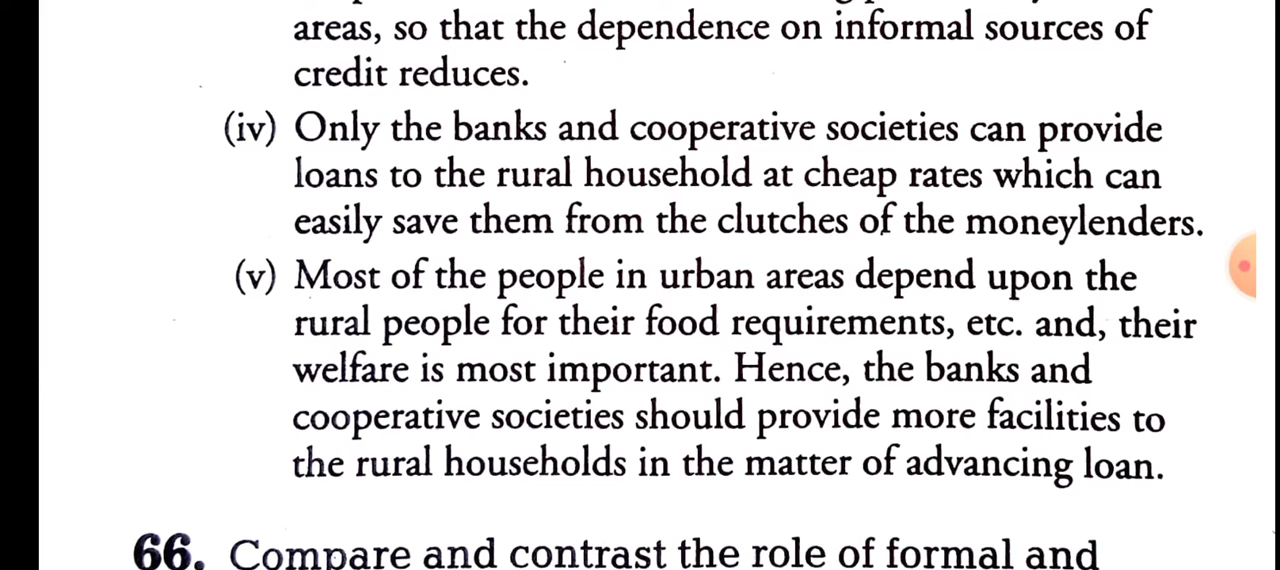 areas, so that the dependence on informal sources of
credit reduces.
(iv) Only the banks and cooperative societies can provide
loans to the rural household at cheap rates which can
easily save them from the clutches of the moneylenders.
(v) Most of the people in urban areas depend upon the
rural people for their food requirements, etc. and, their
welfare is most important. Hence, the banks and
cooperative societies should provide more facilities to
the rural households in the matter of advancing loan.
66. Compare and contrast the role of formal and